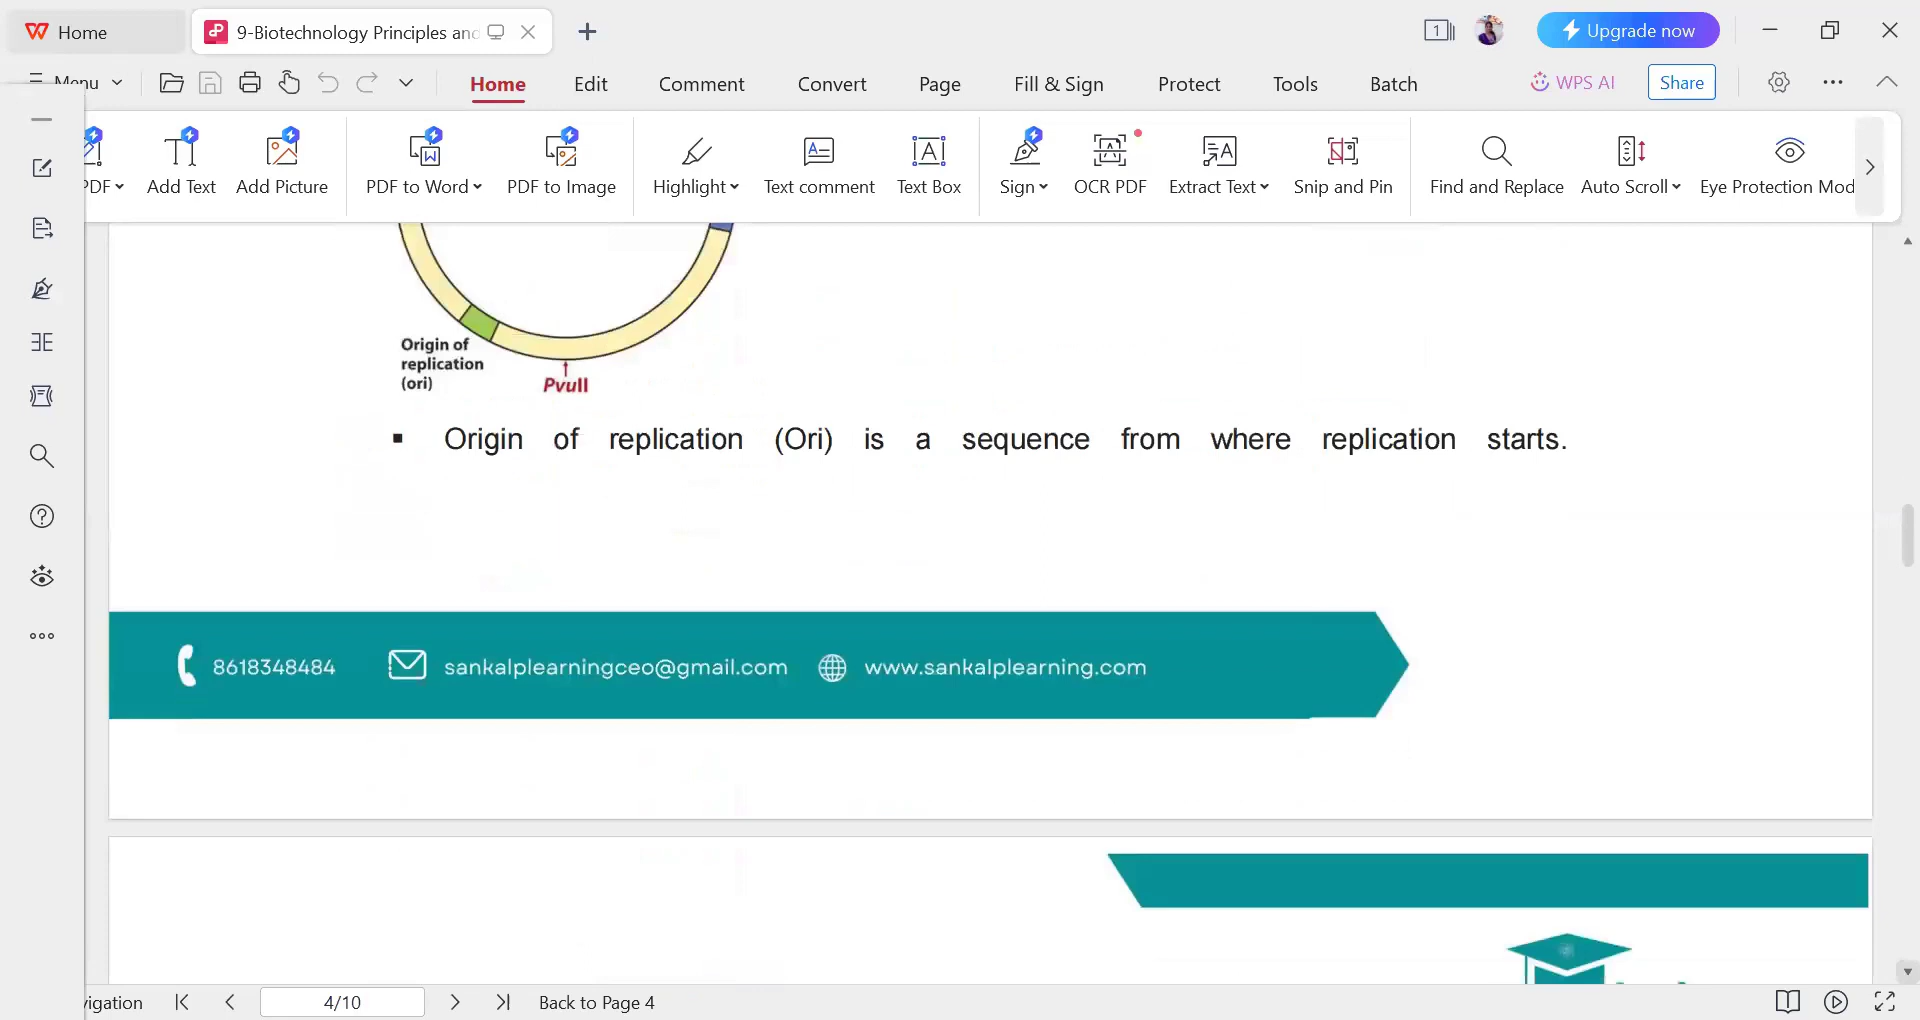 Home
9-Biotechnology Principles and
1
Upgrade now
Menu
Home Edit Comment Convert Page Fill & Sign Protect Tools Batch
WPS AI
Share
PDF Add Text Add Picture PDF to Word PDF to Image Highlight Text comment Text Box Sign OCR PDF Extract Text Snip and Pin Find and Replace Auto Scroll Eye Protection Mod
Origin of
replication
(ori)
PvuII
▪ Origin of replication (Ori) is a sequence from where replication starts.
8618348484 sankalplearningceo@gmail.com www.sankalplearning.com
vigation 4/10 Back to Page 4